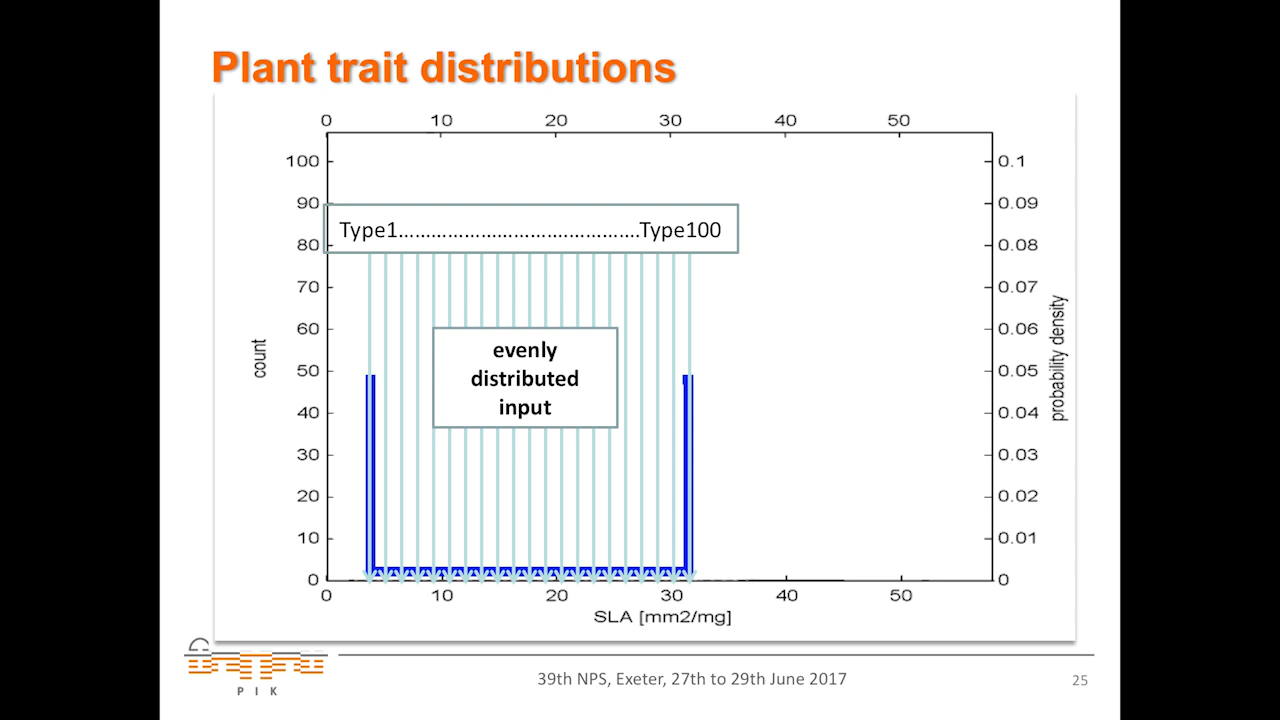 Plant trait distributions
0 10 20 30 40 50
100 0.1
90 0.09
Type1...........................................Type100
80 0.08
70 0.07
60 0.06
evenly
distributed
input
50 0.05
40 0.04
30 0.03
20 0.02
10 0.01
0 0
count
probability density
0 10 20 30 40 50
SLA [mm2/mg]
PIK
39th NPS, Exeter, 27th to 29th June 2017
25